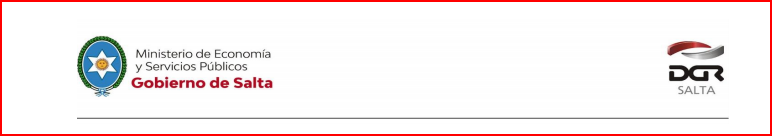 Ministerio de Economía
y Servicios Públicos
Gobierno de Salta
DGR
SALTA